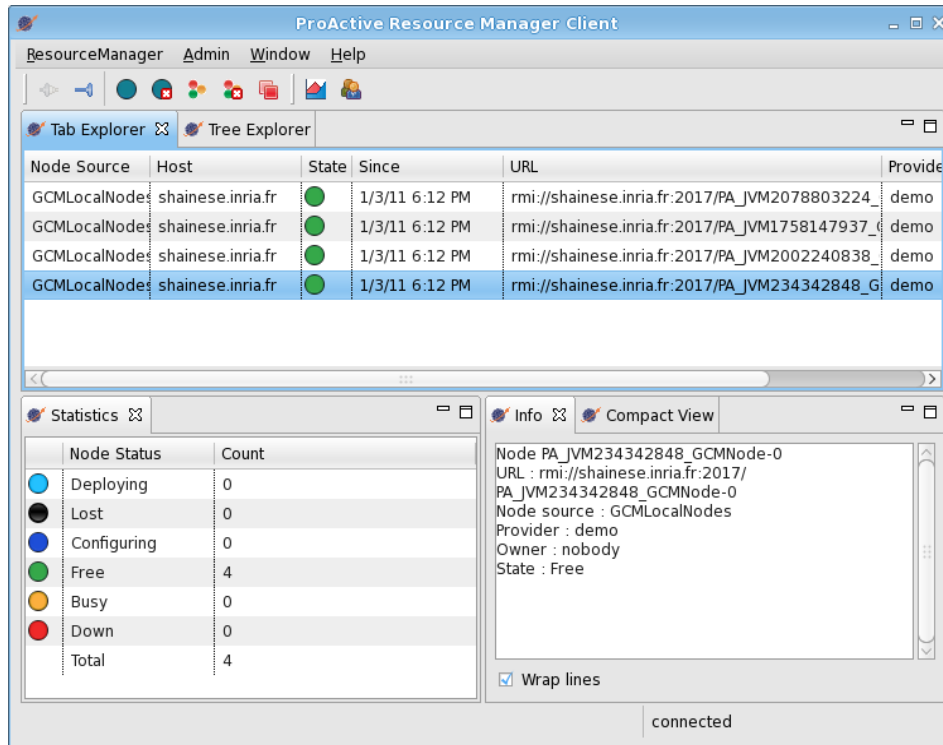 ProActive Resource Manager Client
ResourceManager Admin Window Help
Tab Explorer Tree Explorer
Node Source Host State Since URL Provide
GCMLocalNodes shainese.inria.fr 1/3/11 6:12 PM rmi://shainese.inria.fr:2017/PA_JVM2078803224_ demo
GCMLocalNodes shainese.inria.fr 1/3/11 6:12 PM rmi://shainese.inria.fr:2017/PA_JVM1758147937_G demo
GCMLocalNodes shainese.inria.fr 1/3/11 6:12 PM rmi://shainese.inria.fr:2017/PA_JVM2002240838_ demo
GCMLocalNodes shainese.inria.fr 1/3/11 6:12 PM rmi://shainese.inria.fr:2017/PA_JVM234342848_G demo
Statistics
Node Status Count
Deploying 0
Lost 0
Configuring 0
Free 4
Busy 0
Down 0
Total 4
Info Compact View
Node PA_JVM234342848_GCMNode-0
URL : rmi://shainese.inria.fr:2017/
PA_JVM234342848_GCMNode-0
Node source : GCMLocalNodes
Provider : demo
Owner : nobody
State : Free
Wrap lines
connected